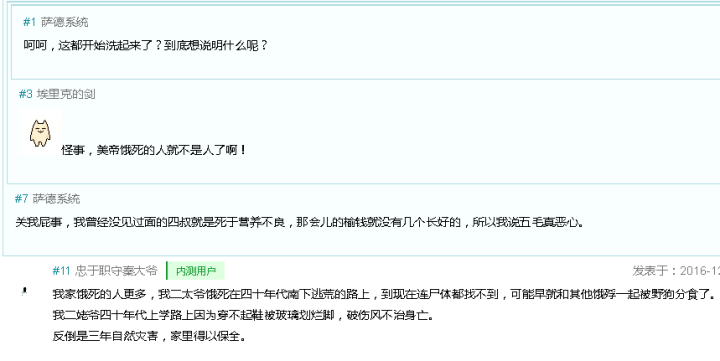 #1 萨德系统
呵呵，这都开始洗起来了？到底想说明什么呢？
#3 埃里克的剑
怪事，美帝饿死的人就不是人了啊！
#7 萨德系统
关我屁事，我曾经没见过面的四叔就是死于营养不良，那会儿的榆钱就没有几个长好的，所以我说五毛真恶心。
#11 忠于职守秦大爷 内测用户 发表于：2016-12
我家饿死的人更多，我二太爷饿死在四十年代南下逃荒的路上，到现在连尸体都找不到，可能早就和其他饿殍一起被野狗分食了。
我二姥爷四十年代上学路上因为穿不起鞋被玻璃划烂脚，破伤风不治身亡。
反倒是三年自然灾害，家里得以保全。